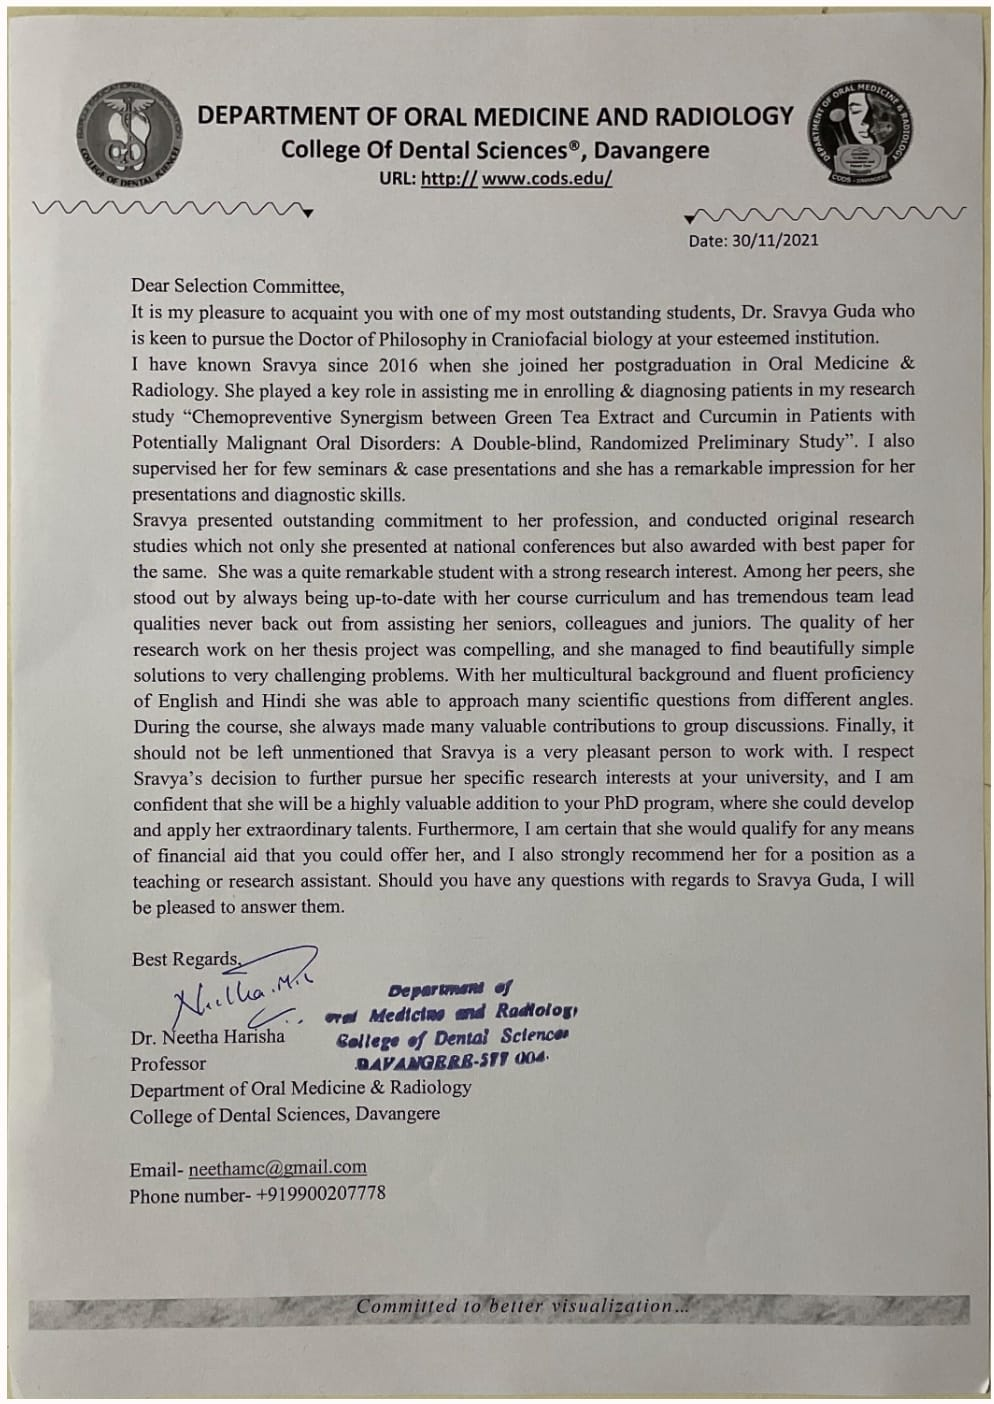 DEPARTMENT OF ORAL MEDICINE AND RADIOLOGY
College Of Dental Sciences®, Davangere
URL: http:// www.cods.edu/
COLLEGE OF DENTAL SCIENCES
DEPARTMENT OF ORAL MEDICINE & RADIOLOGY
CODS - DAVANGERE
Date: 30/11/2021
Dear Selection Committee,
It is my pleasure to acquaint you with one of my most outstanding students, Dr. Sravya Guda who
is keen to pursue the Doctor of Philosophy in Craniofacial biology at your esteemed institution.
I have known Sravya since 2016 when she joined her postgraduation in Oral Medicine &
Radiology. She played a key role in assisting me in enrolling & diagnosing patients in my research
study “Chemopreventive Synergism between Green Tea Extract and Curcumin in Patients with
Potentially Malignant Oral Disorders: A Double-blind, Randomized Preliminary Study”. I also
supervised her for few seminars & case presentations and she has a remarkable impression for her
presentations and diagnostic skills.
Sravya presented outstanding commitment to her profession, and conducted original research
studies which not only she presented at national conferences but also awarded with best paper for
the same. She was a quite remarkable student with a strong research interest. Among her peers, she
stood out by always being up-to-date with her course curriculum and has tremendous team lead
qualities never back out from assisting her seniors, colleagues and juniors. The quality of her
research work on her thesis project was compelling, and she managed to find beautifully simple
solutions to very challenging problems. With her multicultural background and fluent proficiency
of English and Hindi she was able to approach many scientific questions from different angles.
During the course, she always made many valuable contributions to group discussions. Finally, it
should not be left unmentioned that Sravya is a very pleasant person to work with. I respect
Sravya’s decision to further pursue her specific research interests at your university, and I am
confident that she will be a highly valuable addition to your PhD program, where she could develop
and apply her extraordinary talents. Furthermore, I am certain that she would qualify for any means
of financial aid that you could offer her, and I also strongly recommend her for a position as a
teaching or research assistant. Should you have any questions with regards to Sravya Guda, I will
be pleased to answer them.
Best Regards,
Neetha.M.C
Department of
oral Medicine and Radiology
College of Dental Sciences
DAVANGERE-577 004.
Dr. Neetha Harisha
Professor
Department of Oral Medicine & Radiology
College of Dental Sciences, Davangere
Email- neethamc@gmail.com
Phone number- +919900207778
Committed to better visualization...